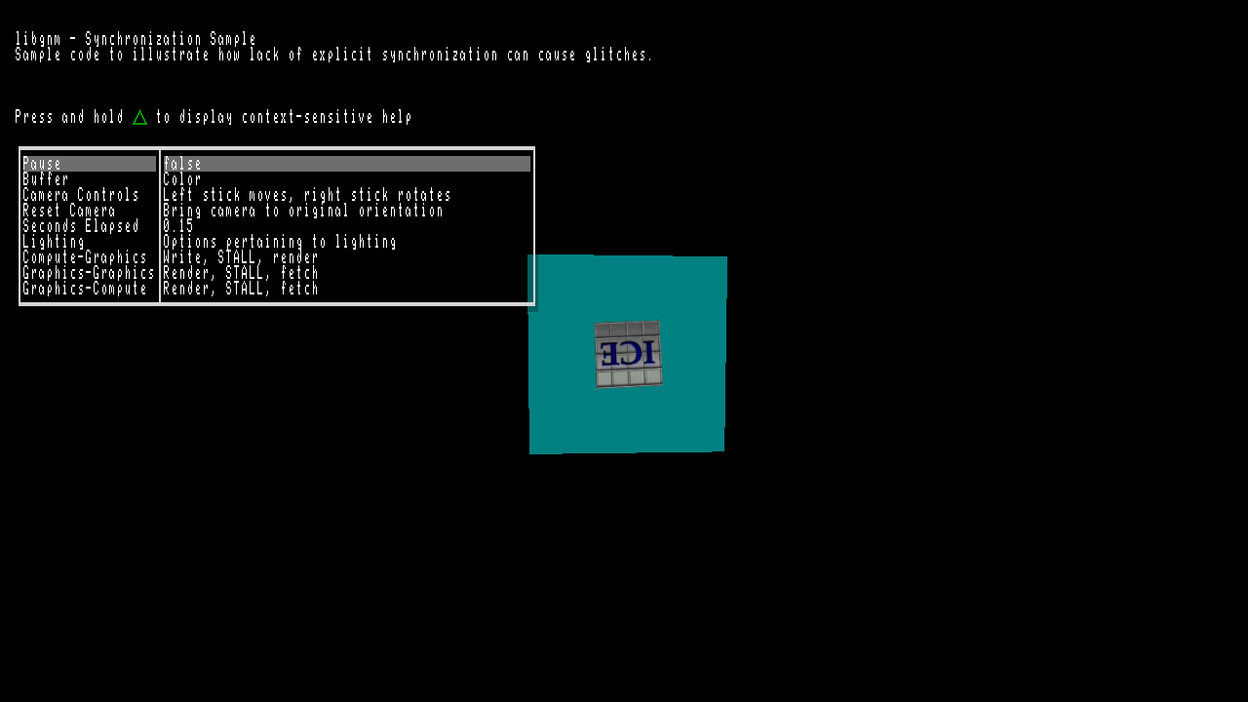 libgnm - Synchronization Sample
Sample code to illustrate how lack of explicit synchronization can cause glitches.
Press and hold △ to display context-sensitive help
Pause false
Buffer Color
Camera Controls Left stick moves, right stick rotates
Reset Camera Bring camera to original orientation
Seconds Elapsed 0.15
Lighting Options pertaining to lighting
Compute-Graphics Write, STALL, render
Graphics-Graphics Render, STALL, fetch
Graphics-Compute Render, STALL, fetch
ICE